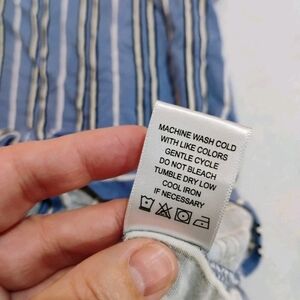 MACHINE WASH COLD
WITH LIKE COLORS
GENTLE CYCLE
DO NOT BLEACH
TUMBLE DRY LOW
COOL IRON
IF NECESSARY